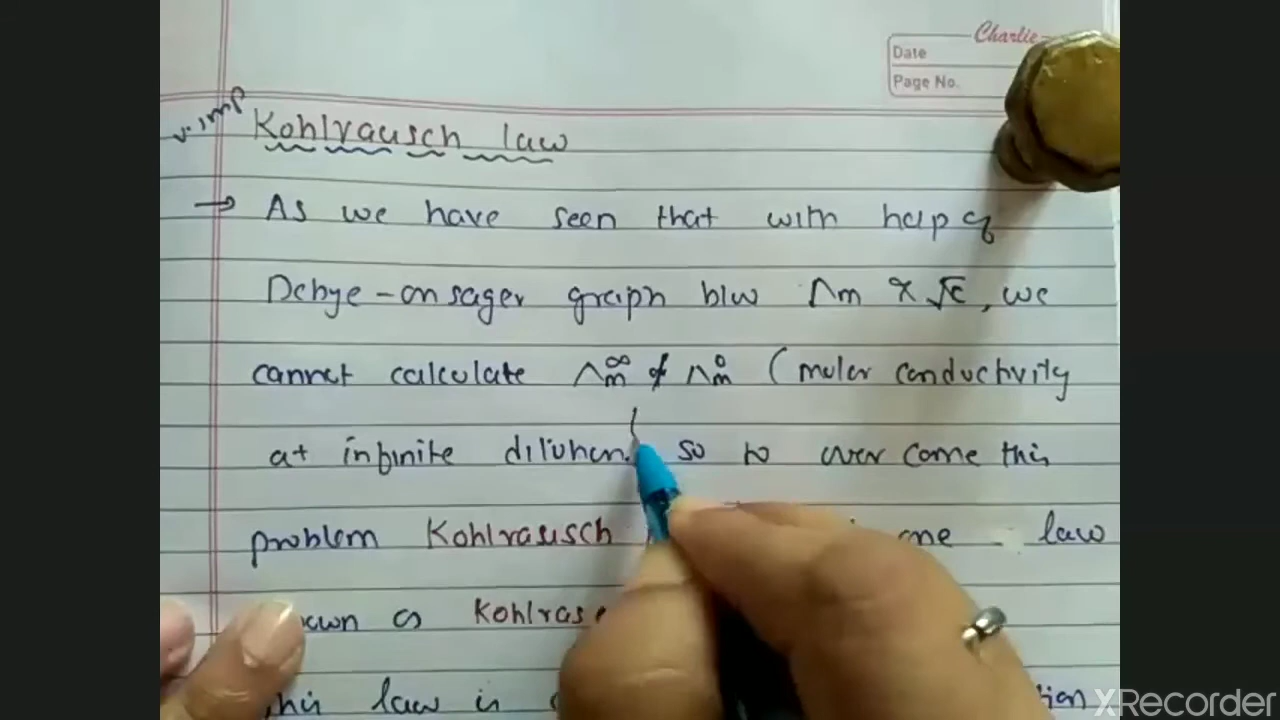 Charlie
Date
Page No.
v.imp
Kohlrausch law
→ As we have seen that with help of
Debye-onsager graph b/w Λm & √c, we
cannot calculate Λm∞ & Λm° (molar conductivity
at infinite so to over come this
problem Kohlrausch one law
as
this law is
XRecorder